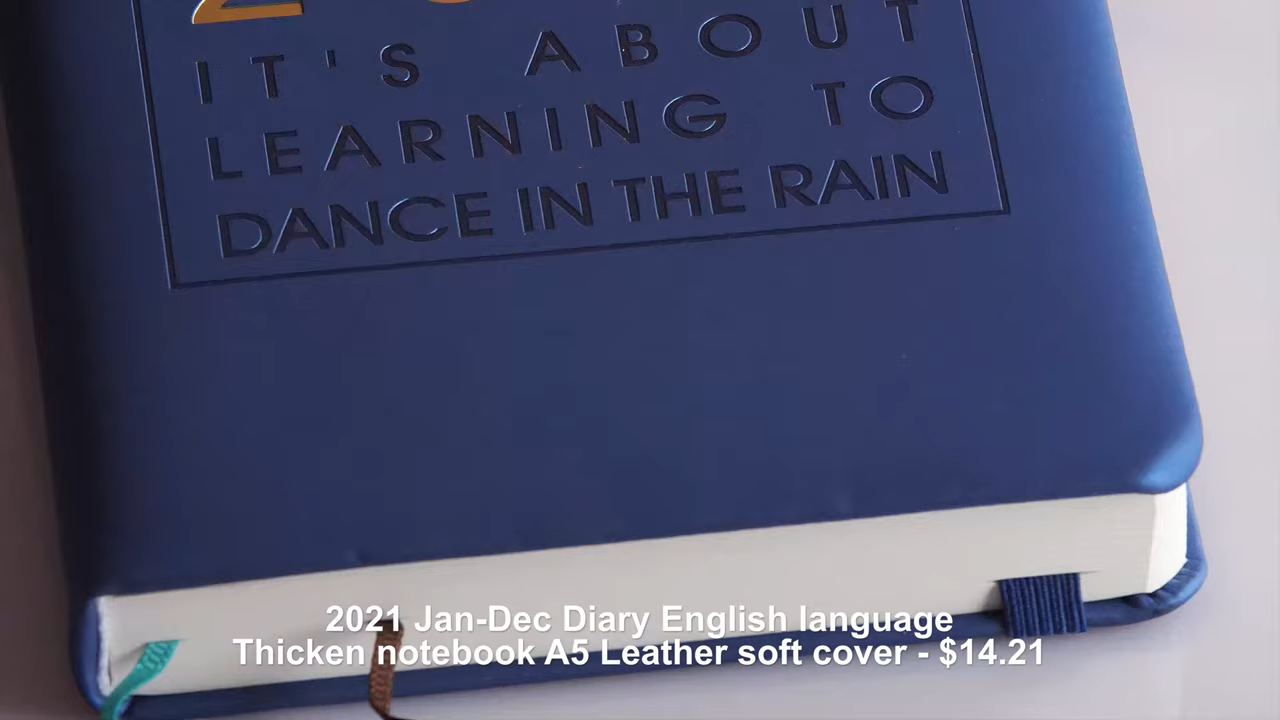 IT'S ABOUT
LEARNING TO
DANCE IN THE RAIN
2021 Jan-Dec Diary English language
Thicken notebook A5 Leather soft cover - $14.21